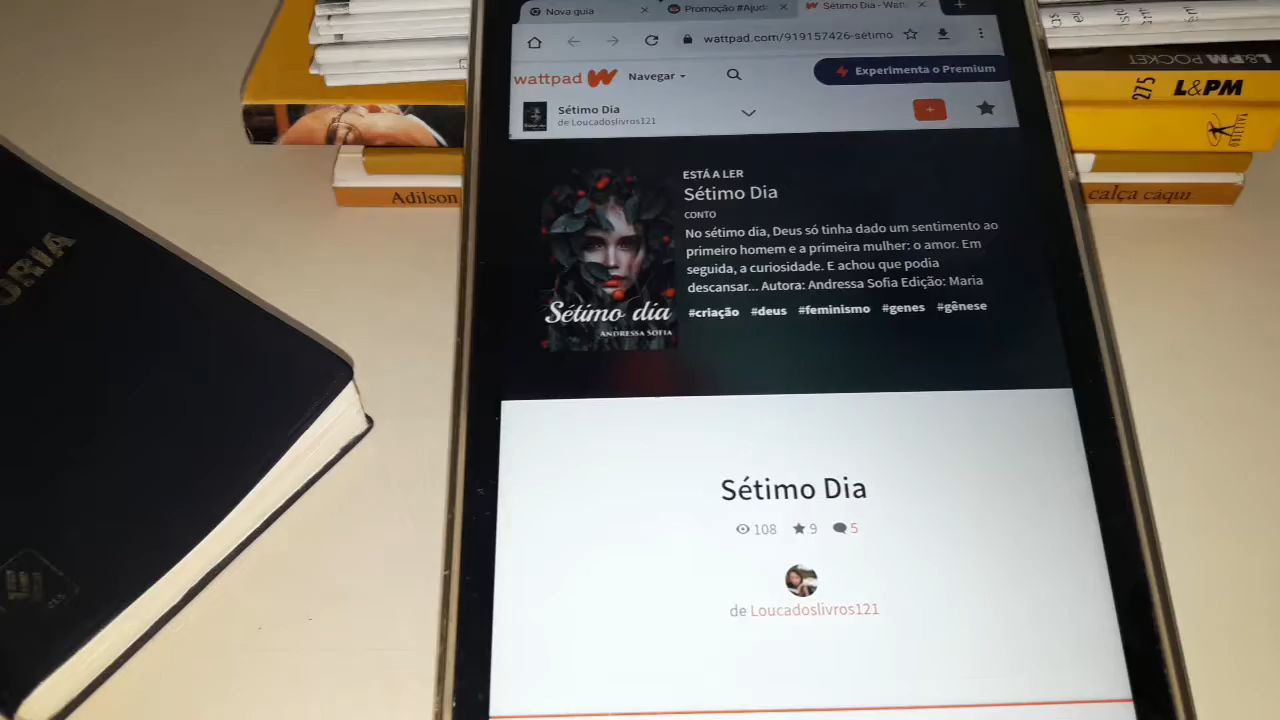 Nova guia
Promoção #Ajud
Sétimo Dia - Wat
wattpad.com/919157426-sétimo
wattpad
Navegar
Experimenta o Premium
Sétimo Dia
de Loucadoslivros121
ESTÁ A LER
Sétimo Dia
CONTO
No sétimo dia, Deus só tinha dado um sentimento ao
primeiro homem e a primeira mulher: o amor. Em
seguida, a curiosidade. E achou que podia
descansar... Autora: Andressa Sofia Edição: Maria
#criação #deus #feminismo #genes #gênese
Sétimo dia
ANDRESSA SOFIA
Sétimo Dia
108 9 5
de Loucadoslivros121
ORIA
Adilson
L&PM POCKET
275 L&PM
OBJETIVA
calça cáqui